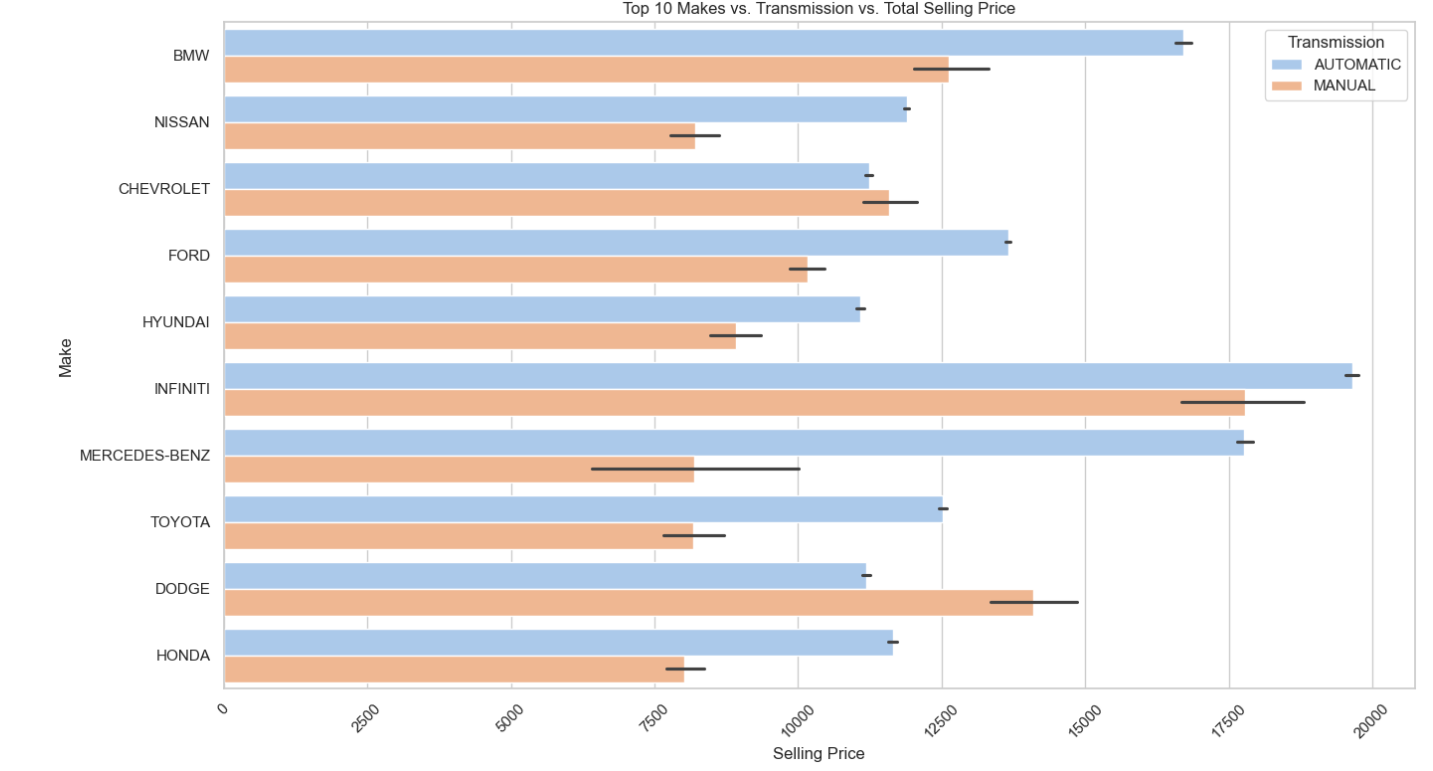 Top 10 Makes vs. Transmission vs. Total Selling Price
Transmission
AUTOMATIC
MANUAL
Make
BMW
NISSAN
CHEVROLET
FORD
HYUNDAI
INFINITI
MERCEDES-BENZ
TOYOTA
DODGE
HONDA
0
2500
5000
7500
10000
12500
15000
17500
20000
Selling Price